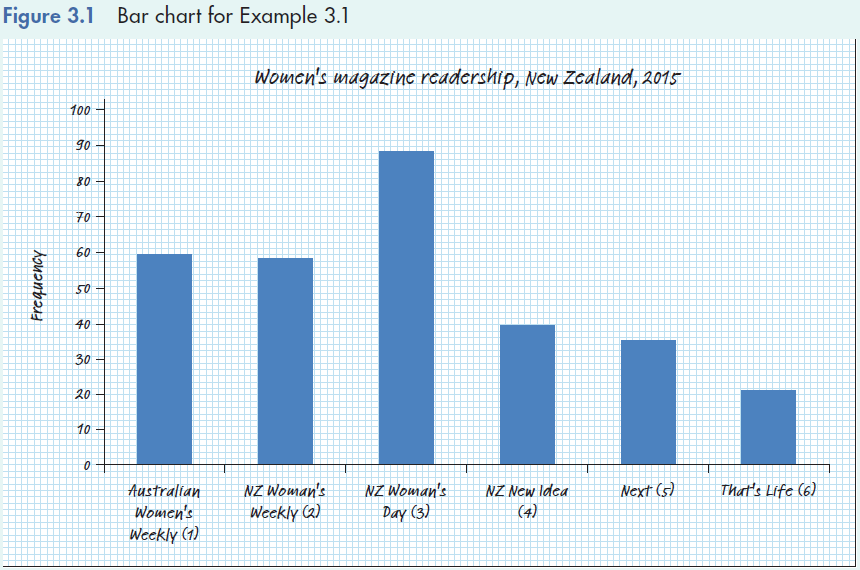 Figure 3.1 Bar chart for Example 3.1
Women's magazine readership, New Zealand, 2015
100
90
80
70
60
50
40
30
20
10
0
Frequency
Australian
Women's
Weekly (1)
NZ Woman's
Weekly (2)
NZ Woman's
Day (3)
NZ New Idea
(4)
Next (5)
That's Life (6)